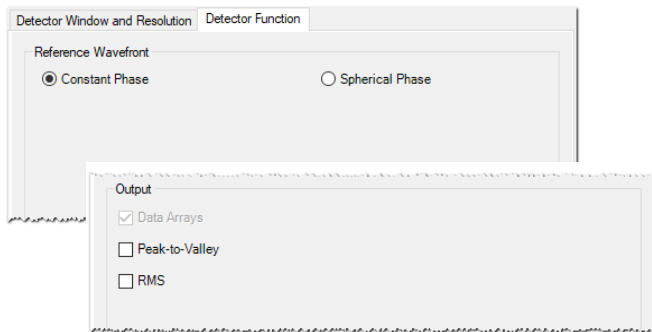 Detector Window and Resolution Detector Function
Reference Wavefront
Constant Phase Spherical Phase
Output
Data Arrays
Peak-to-Valley
RMS